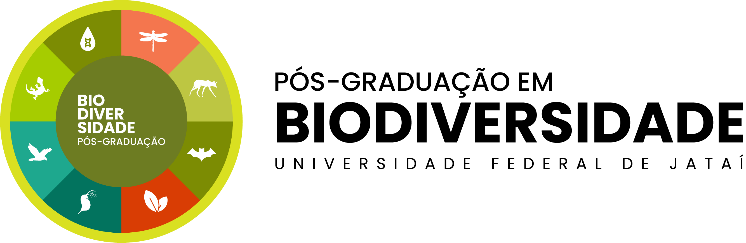 BIO
DIVER
SIDADE
PÓS-GRADUAÇÃO
PÓS-GRADUAÇÃO EM
BIODIVERSIDADE
UNIVERSIDADE FEDERAL DE JATAÍ